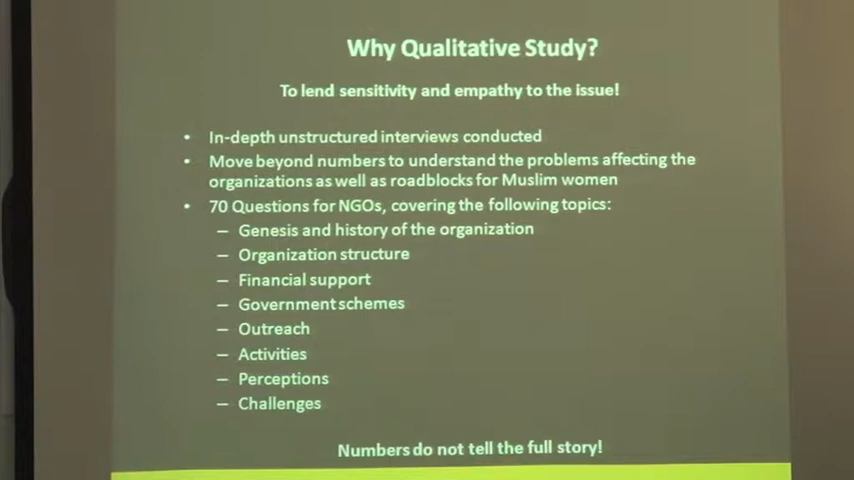 Why Qualitative Study?
To lend sensitivity and empathy to the issue!
• In-depth unstructured interviews conducted
• Move beyond numbers to understand the problems affecting the
organizations as well as roadblocks for Muslim women
• 70 Questions for NGOs, covering the following topics:
– Genesis and history of the organization
– Organization structure
– Financial support
– Government schemes
– Outreach
– Activities
– Perceptions
– Challenges
Numbers do not tell the full story!